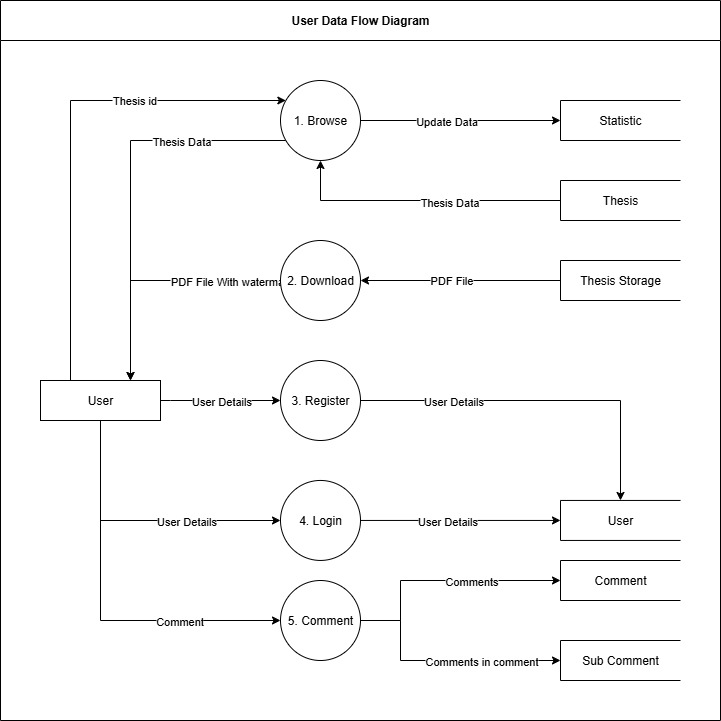 User Data Flow Diagram
Thesis id
1. Browse
Update Data
Statistic
Thesis Data
Thesis Data
Thesis
PDF File With waterma
2. Download
PDF File
Thesis Storage
User
User Details
3. Register
User Details
User Details
4. Login
User Details
User
Comment
5. Comment
Comments
Comment
Comments in comment
Sub Comment